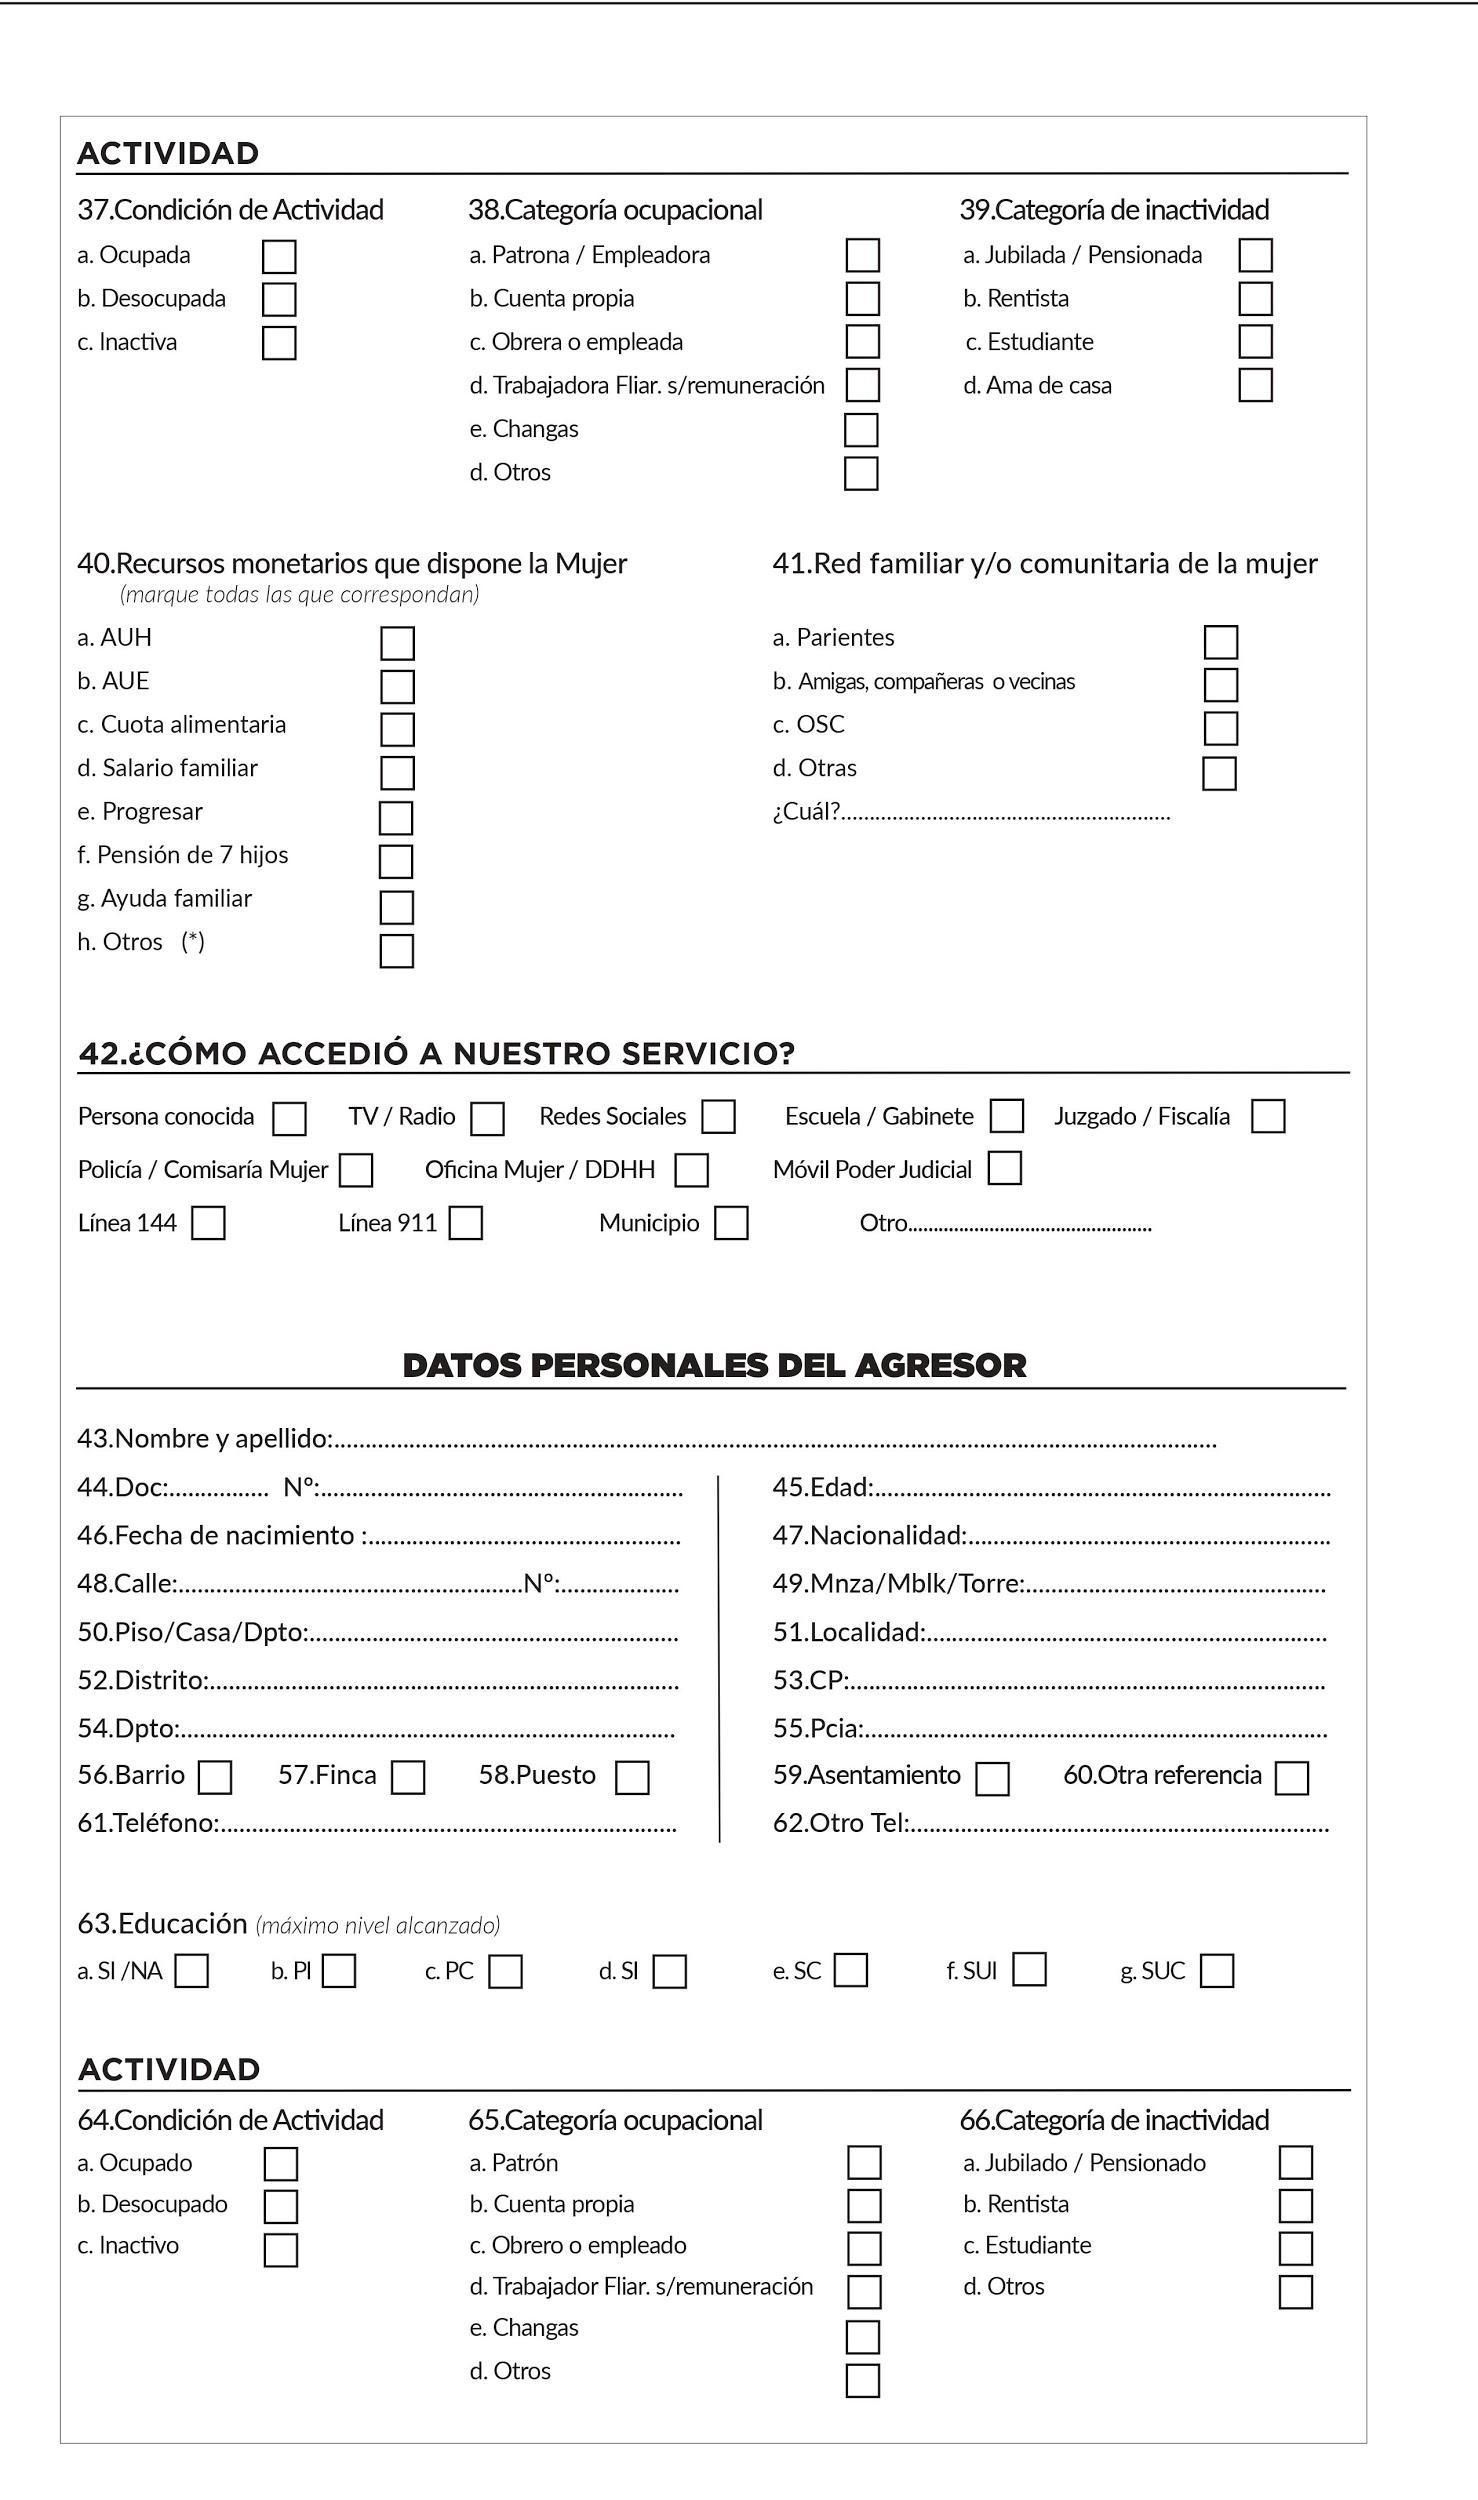 ACTIVIDAD
37.Condición de Actividad 38.Categoría ocupacional 39.Categoría de inactividad
a. Ocupada a. Patrona / Empleadora a. Jubilada / Pensionada
b. Desocupada b. Cuenta propia b. Rentista
c. Inactiva c. Obrera o empleada c. Estudiante
d. Trabajadora Fliar. s/remuneración d. Ama de casa
e. Changas
d. Otros
40.Recursos monetarios que dispone la Mujer 41.Red familiar y/o comunitaria de la mujer
(marque todas las que correspondan)
a. AUH a. Parientes
b. AUE b. Amigas, compañeras o vecinas
c. Cuota alimentaria c. OSC
d. Salario familiar d. Otras
e. Progresar ¿Cuál?..........................................................
f. Pensión de 7 hijos
g. Ayuda familiar
h. Otros (*)
42.¿CÓMO ACCEDIÓ A NUESTRO SERVICIO?
Persona conocida TV / Radio Redes Sociales Escuela / Gabinete Juzgado / Fiscalía
Policía / Comisaría Mujer Oficina Mujer / DDHH Móvil Poder Judicial
Línea 144 Línea 911 Municipio Otro................................................
DATOS PERSONALES DEL AGRESOR
43.Nombre y apellido:..............................................................................................................................................
44.Doc:................ Nº:.......................................................... 45.Edad:.........................................................................
46.Fecha de nacimiento :.................................................. 47.Nacionalidad:..........................................................
48.Calle:.......................................................Nº:................... 49.Mnza/Mblk/Torre:................................................
50.Piso/Casa/Dpto:........................................................... 51.Localidad:................................................................
52.Distrito:........................................................................... 53.CP:............................................................................
54.Dpto:............................................................................... 55.Pcia:..........................................................................
56.Barrio 57.Finca 58.Puesto 59.Asentamiento 60.Otra referencia
61.Teléfono:......................................................................... 62.Otro Tel:...................................................................
63.Educación (máximo nivel alcanzado)
a. SI /NA b. PI c. PC d. SI e. SC f. SUI g. SUC
ACTIVIDAD
64.Condición de Actividad 65.Categoría ocupacional 66.Categoría de inactividad
a. Ocupado a. Patrón a. Jubilado / Pensionado
b. Desocupado b. Cuenta propia b. Rentista
c. Inactivo c. Obrero o empleado c. Estudiante
d. Trabajador Fliar. s/remuneración d. Otros
e. Changas
d. Otros